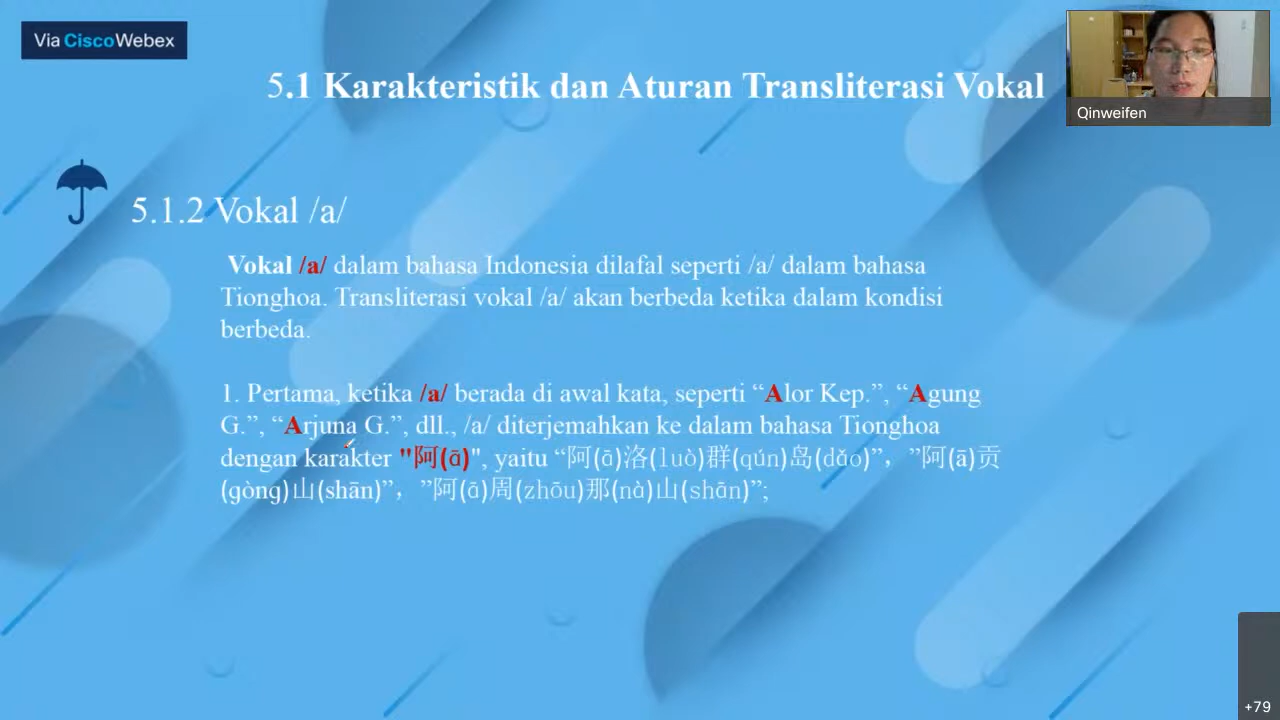 Via CiscoWebex
5.1 Karakteristik dan Aturan Transliterasi Vokal
Qinweifen
5.1.2 Vokal /a/
Vokal /a/ dalam bahasa Indonesia dilafal seperti /a/ dalam bahasa
Tionghoa. Transliterasi vokal /a/ akan berbeda ketika dalam kondisi
berbeda.
1. Pertama, ketika /a/ berada di awal kata, seperti “Alor Kep.”, “Agung
G.”, “Arjuna G.”, dll., /a/ diterjemahkan ke dalam bahasa Tionghoa
dengan karakter "阿(ā)", yaitu “阿(ā)洛(luò)群(qún)岛(dǎo)”，”阿(ā)贡
(gòng)山(shān)”，”阿(ā)周(zhōu)那(nà)山(shān)”;
+79